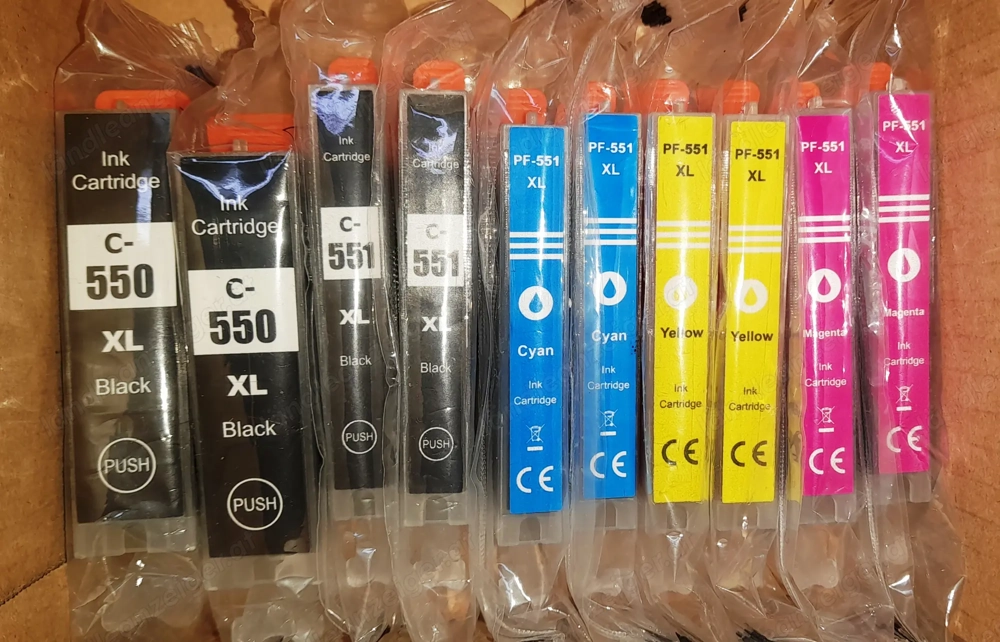 Ink
Cartridge
C-
550
XL
Black
PUSH
Ink
Cartridge
C-
550
XL
Black
PUSH
Ink
Cartridge
C-
551
XL
Black
PUSH
Ink
Cartridge
C-
551
XL
Black
PUSH
PF-551
XL
Cyan
Ink
Cartridge
CE
PF-551
XL
Cyan
Ink
Cartridge
CE
PF-551
XL
Yellow
Ink
Cartridge
CE
PF-551
XL
Yellow
Ink
Cartridge
CE
PF-551
XL
Magenta
Ink
Cartridge
CE
PF-551
XL
Magenta
Ink
Cartridge
CE